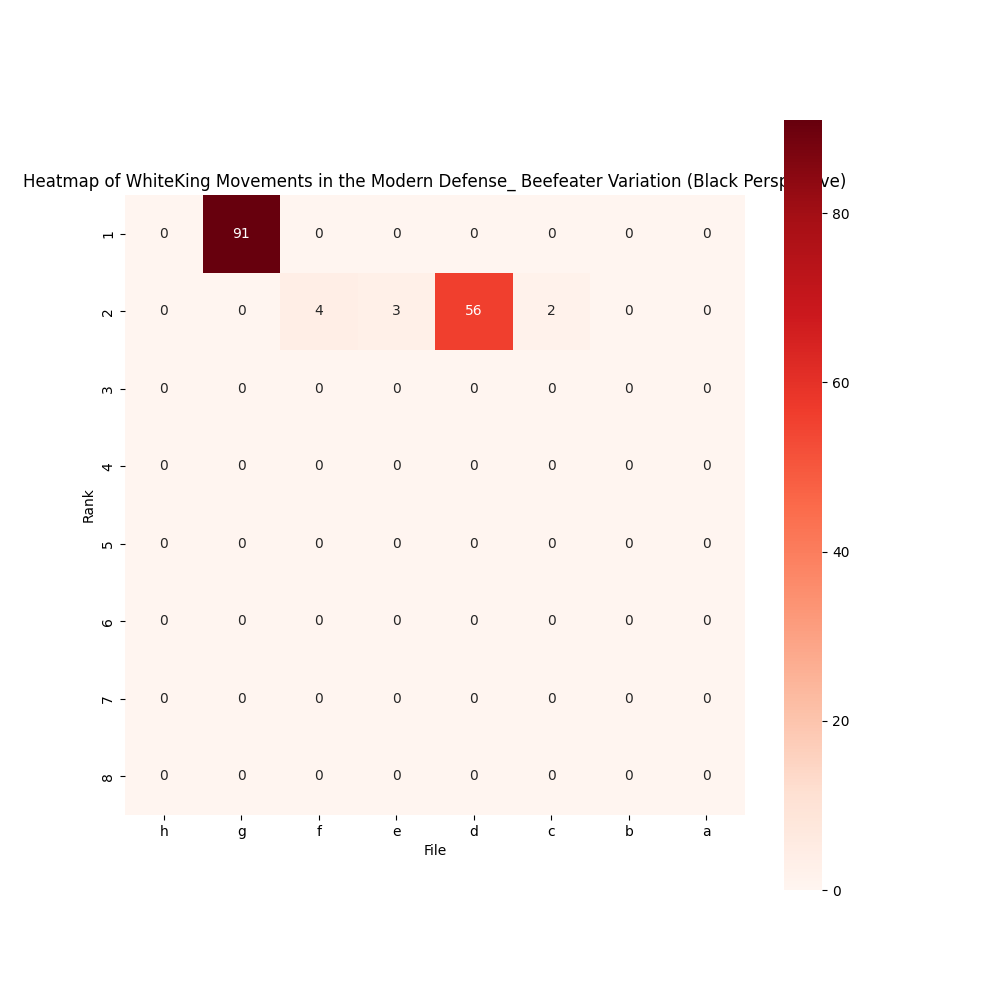 Heatmap of WhiteKing Movements in the Modern Defense_ Beefeater Variation (Black Perspective)
1 0 91 0 0 0 0 0 0
2 0 0 4 3 56 2 0 0
3 0 0 0 0 0 0 0 0
4 0 0 0 0 0 0 0 0
5 0 0 0 0 0 0 0 0
6 0 0 0 0 0 0 0 0
7 0 0 0 0 0 0 0 0
8 0 0 0 0 0 0 0 0
h g f e d c b a
Rank
File
80
60
40
20
0